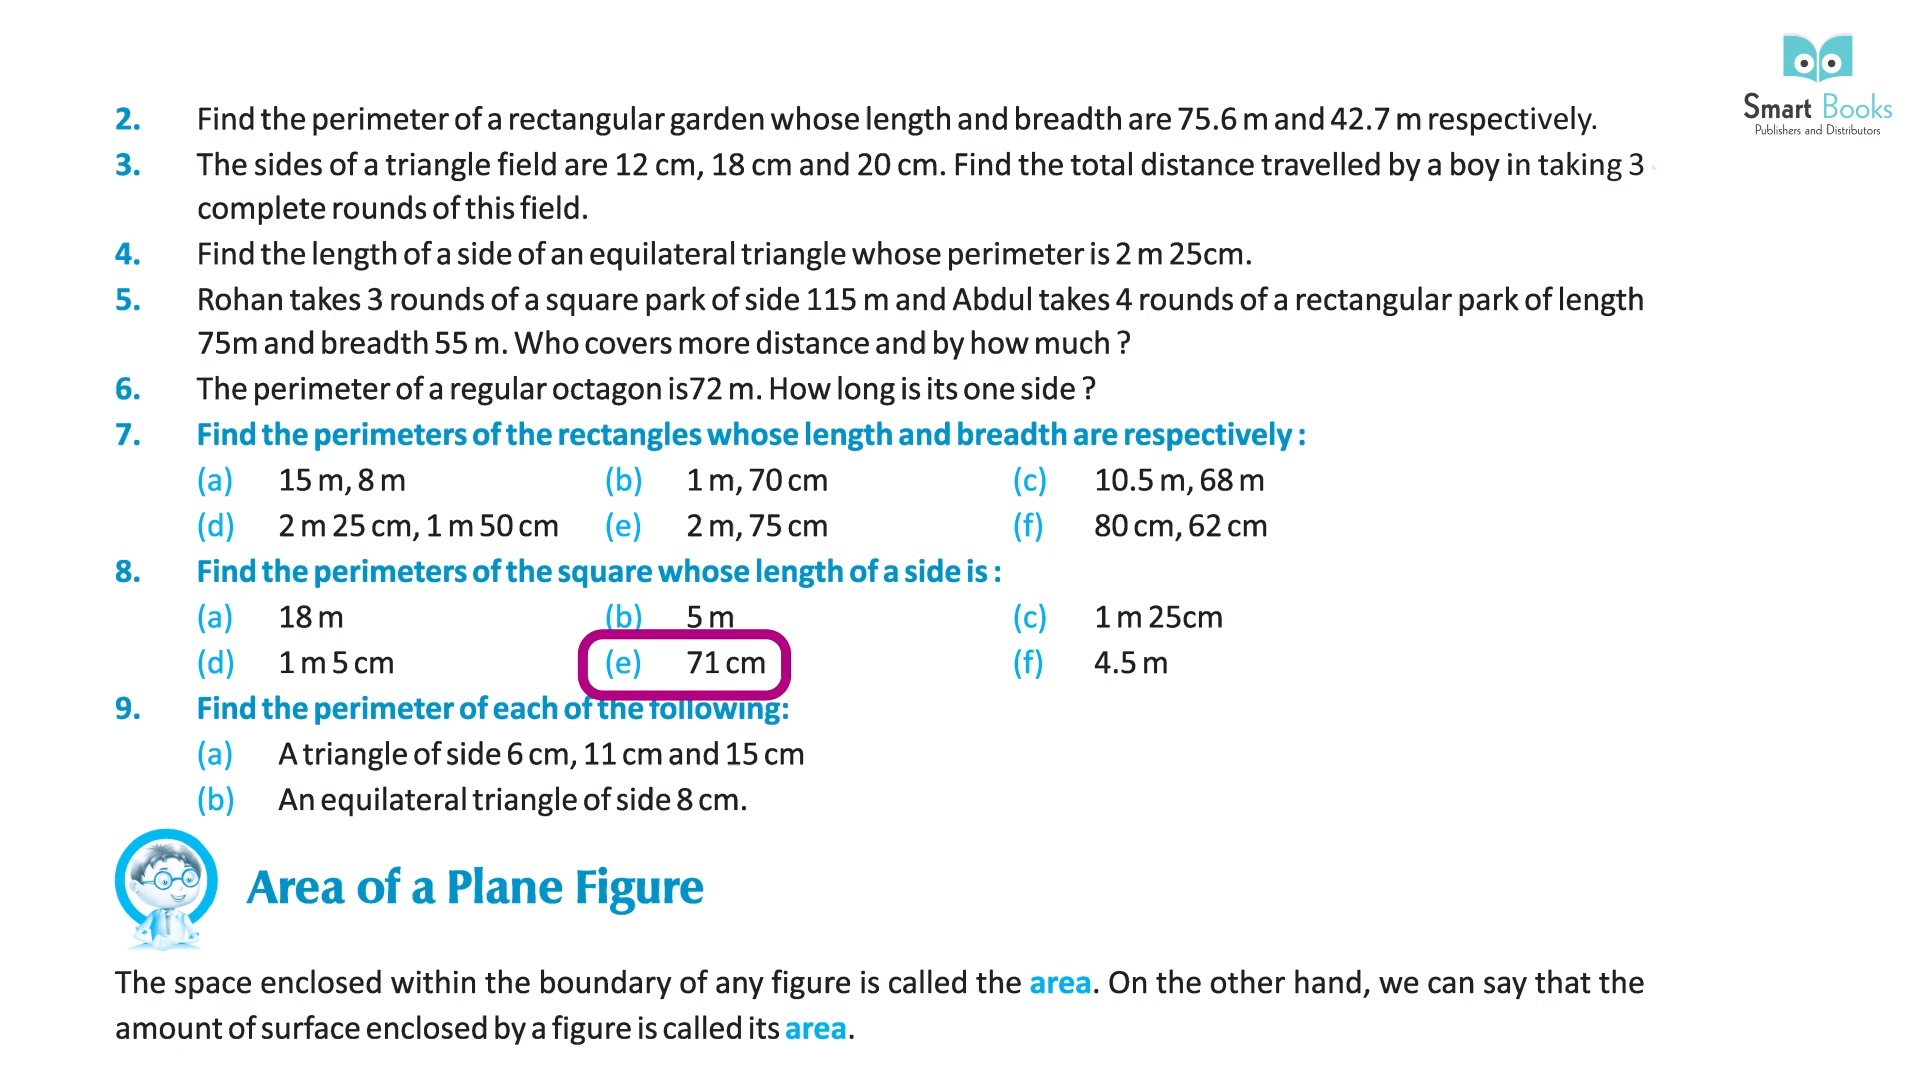 Smart Books
Publishers and Distributors
2. Find the perimeter of a rectangular garden whose length and breadth are 75.6 m and 42.7 m respectively.
3. The sides of a triangle field are 12 cm, 18 cm and 20 cm. Find the total distance travelled by a boy in taking 3
complete rounds of this field.
4. Find the length of a side of an equilateral triangle whose perimeter is 2 m 25cm.
5. Rohan takes 3 rounds of a square park of side 115 m and Abdul takes 4 rounds of a rectangular park of length
75m and breadth 55 m. Who covers more distance and by how much ?
6. The perimeter of a regular octagon is72 m. How long is its one side ?
7. Find the perimeters of the rectangles whose length and breadth are respectively :
(a) 15 m, 8 m (b) 1 m, 70 cm (c) 10.5 m, 68 m
(d) 2 m 25 cm, 1 m 50 cm (e) 2 m, 75 cm (f) 80 cm, 62 cm
8. Find the perimeters of the square whose length of a side is :
(a) 18 m (b) 5 m (c) 1 m 25cm
(d) 1 m 5 cm (e) 71 cm (f) 4.5 m
9. Find the perimeter of each of the following:
(a) A triangle of side 6 cm, 11 cm and 15 cm
(b) An equilateral triangle of side 8 cm.
Area of a Plane Figure
The space enclosed within the boundary of any figure is called the area. On the other hand, we can say that the
amount of surface enclosed by a figure is called its area.